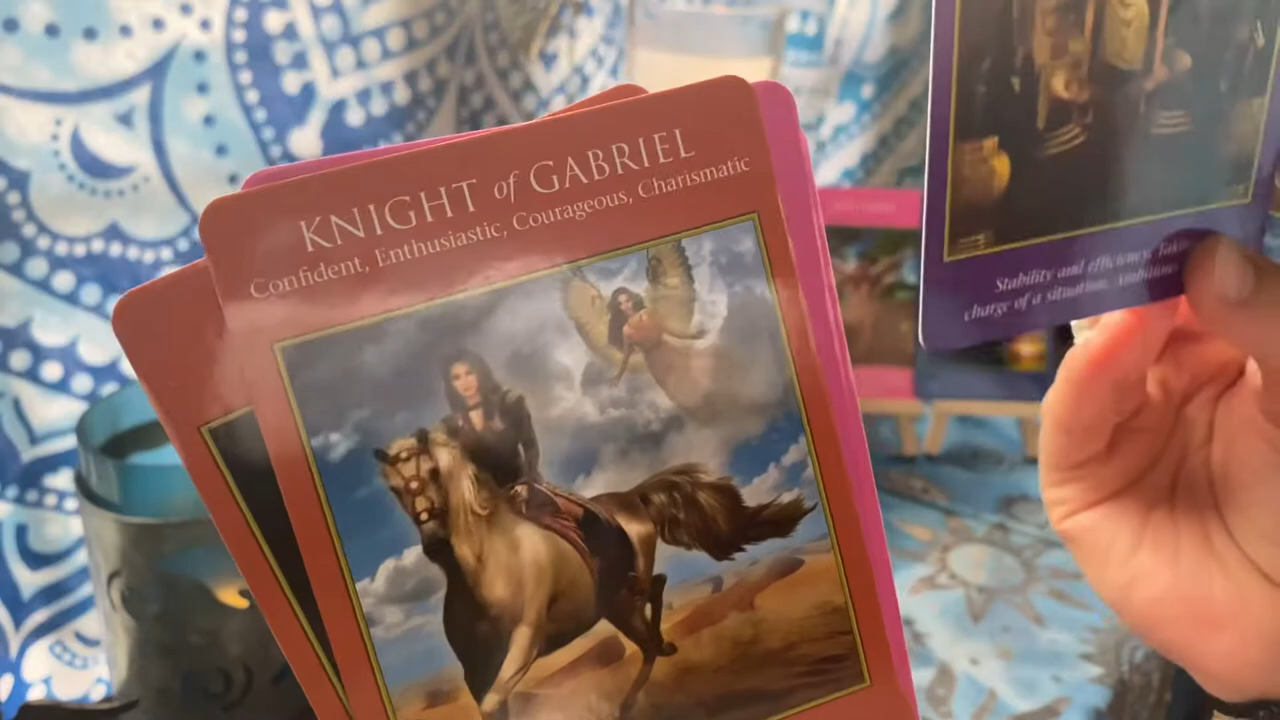 KNIGHT of GABRIEL
Confident, Enthusiastic, Courageous, Charismatic
Stability and efficiency. Taking
charge of a situation. Ambitious